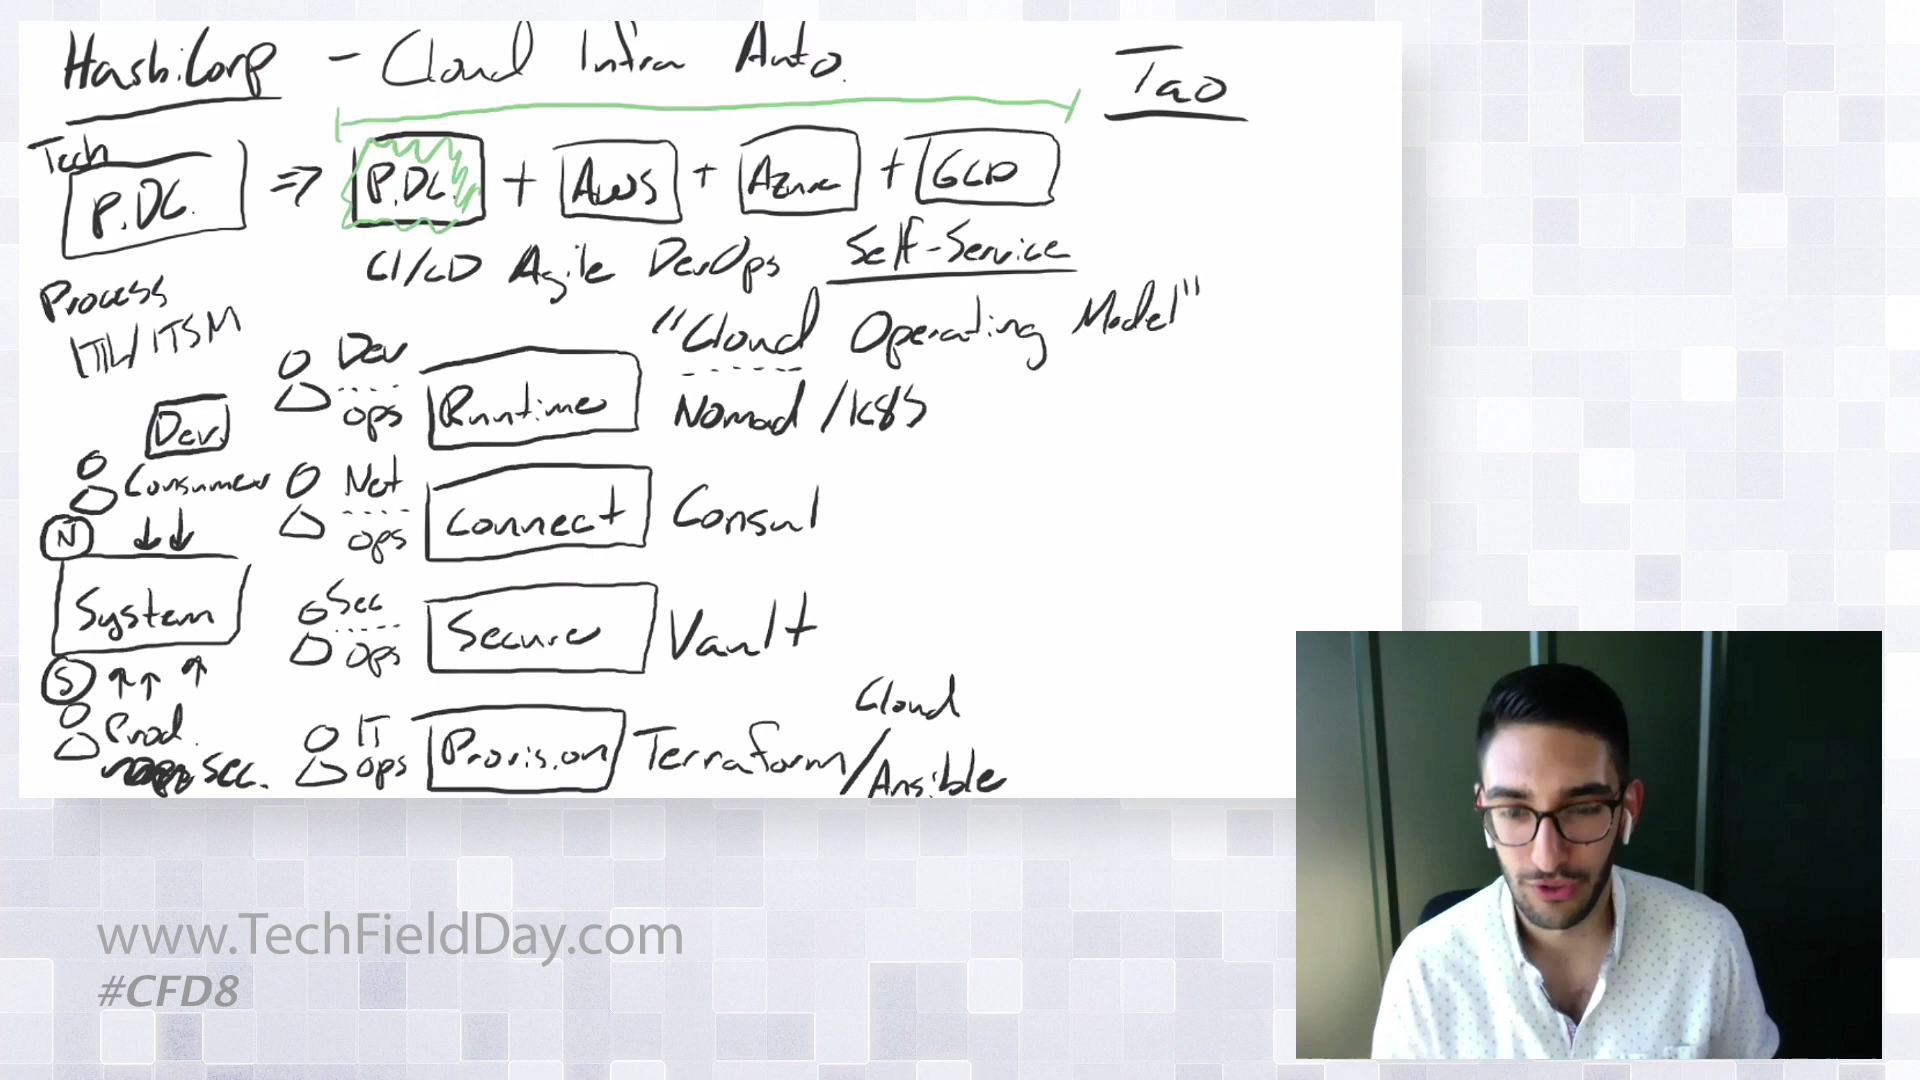 HashiCorp - Cloud Infra Auto.
Tao
Tech
P.DC. => P.DC. + AWS + Azure + GCP
CI/CD Agile DevOps Self-Service
Process
ITIL/ITSM
"Cloud Operating Model"
Dev
ops
Runtime
Nomad/K8S
Dev.
Consumer
Net
ops
Connect
Consul
N
System
Sec
ops
Secure
Vault
S
Prod.
Sec.
IT
ops
Provision
Terraform/
Cloud
Ansible
www.TechFieldDay.com
#CFD8